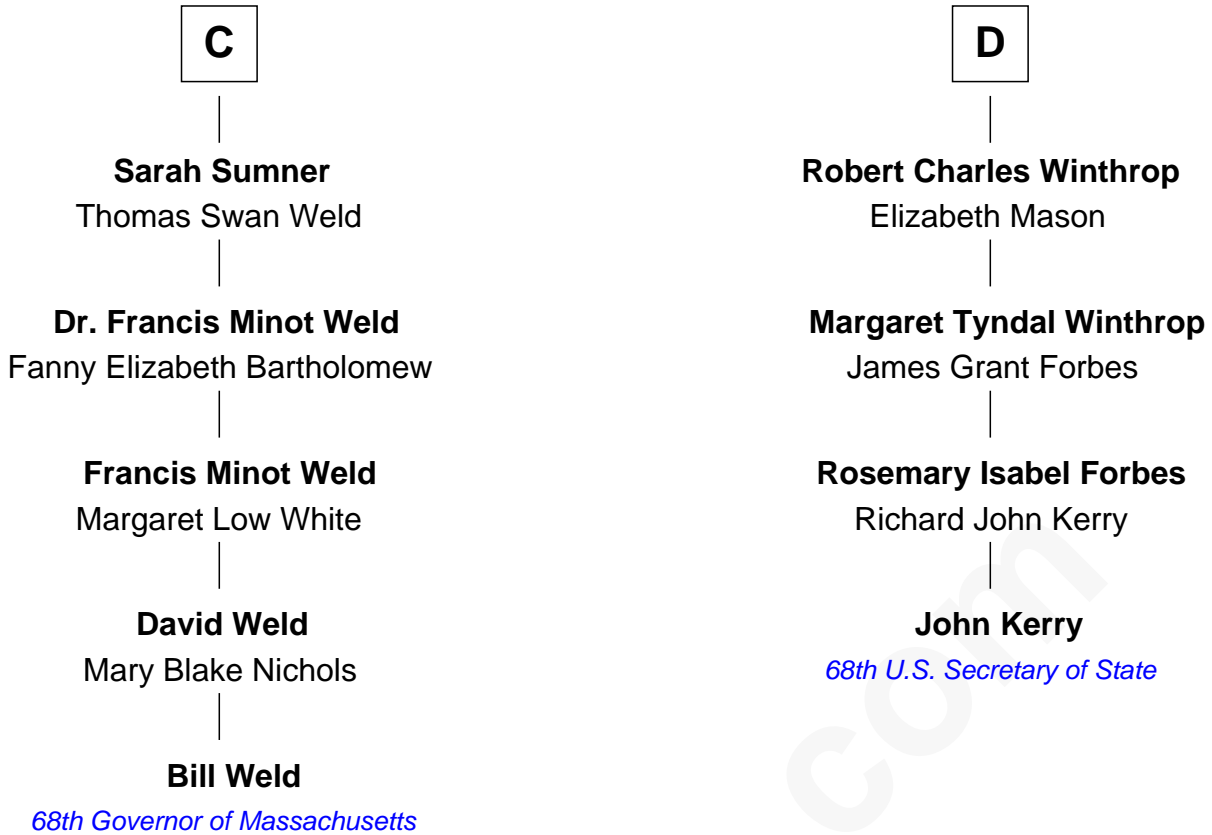 C
Sarah Sumner
Thomas Swan Weld
Dr. Francis Minot Weld
Fanny Elizabeth Bartholomew
Francis Minot Weld
Margaret Low White
David Weld
Mary Blake Nichols
Bill Weld
68th Governor of Massachusetts
D
Robert Charles Winthrop
Elizabeth Mason
Margaret Tyndal Winthrop
James Grant Forbes
Rosemary Isabel Forbes
Richard John Kerry
John Kerry
68th U.S. Secretary of State
com